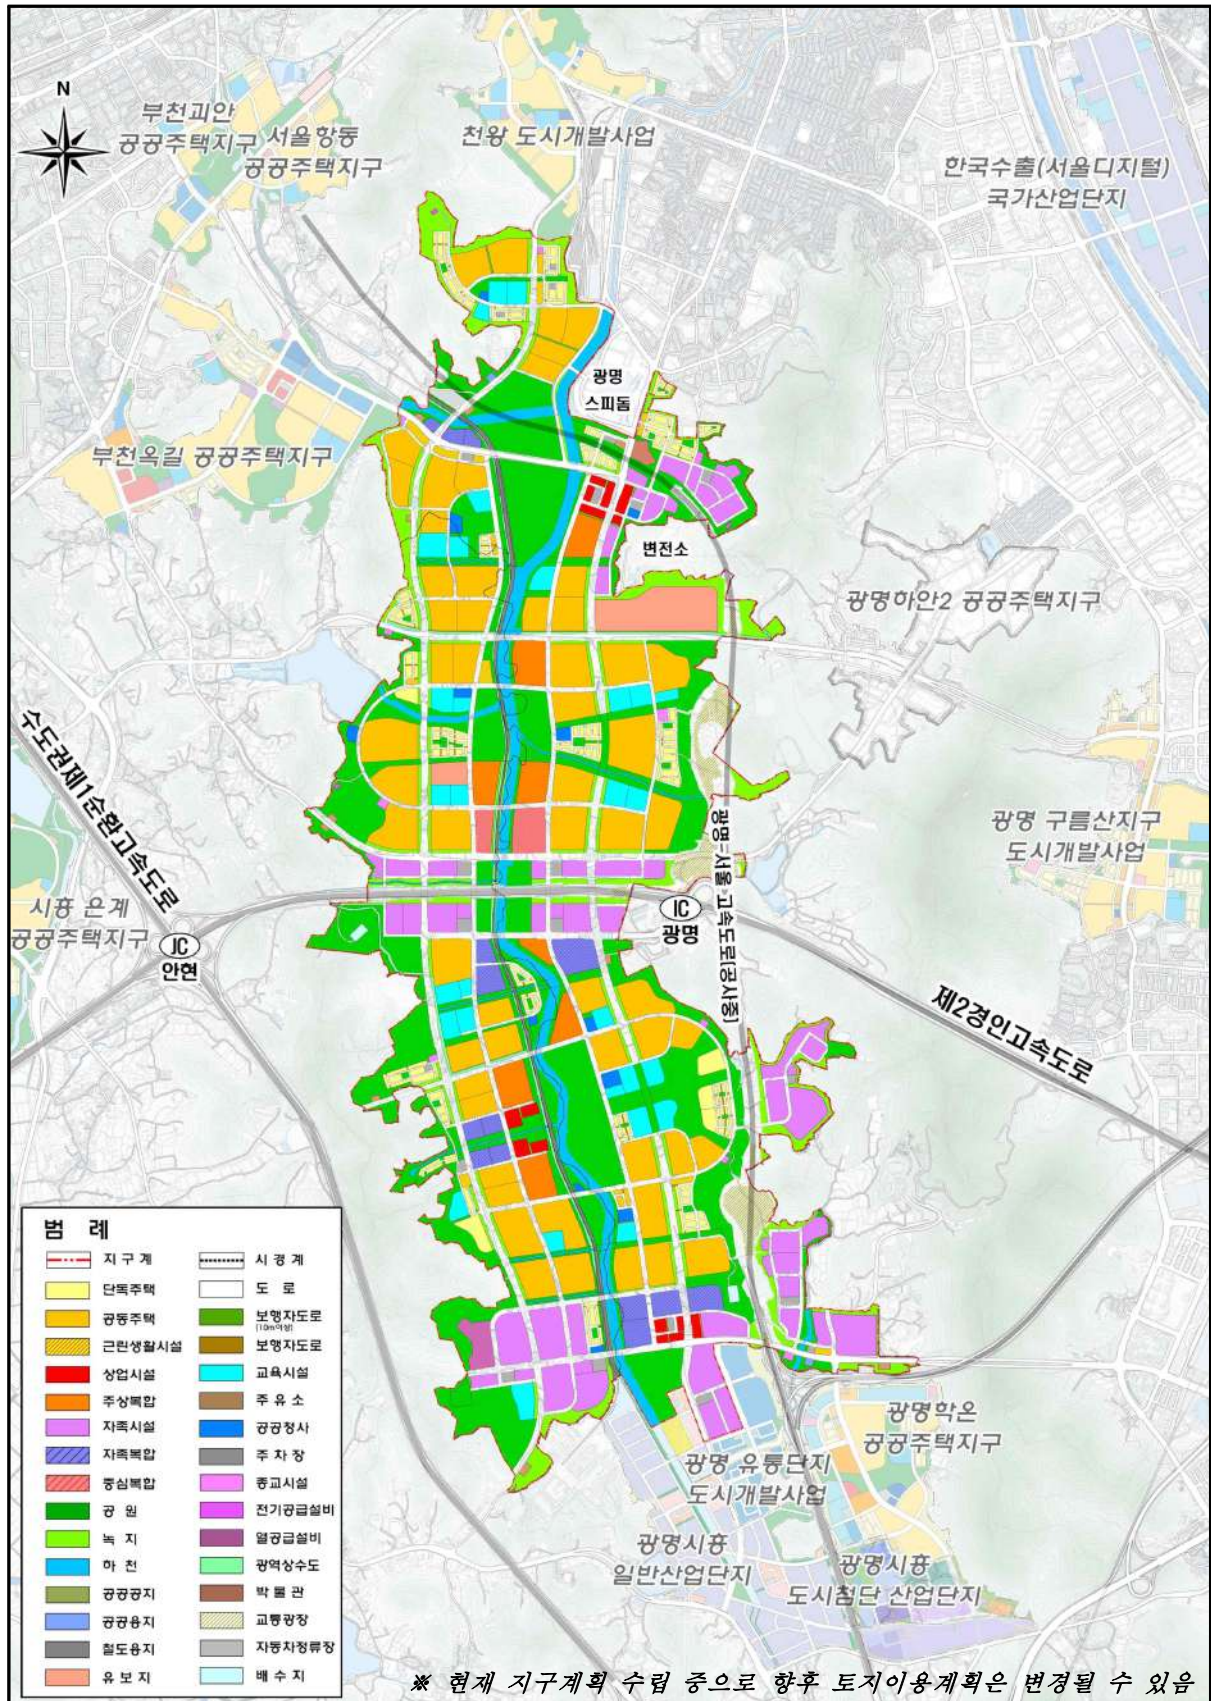 N
부천괴안
공공주택지구
서울항동
공공주택지구
천왕 도시개발사업
한국수출(서울디지털)
국가산업단지
광명
스피돔
부천옥길 공공주택지구
변전소
광명하안2 공공주택지구
수도권제1순환고속도로
광명-서울 고속도로(공사중)
광명 구름산지구
도시개발사업
시흥 은계
공공주택지구
JC
안현
IC
광명
제2경인고속도로
광명학온
공공주택지구
광명 유통단지
도시개발사업
광명시흥
일반산업단지
광명시흥
도시첨단 산업단지
범 례
지구계
시경계
단독주택
도 로
공동주택
보행자도로
(10m이상)
근린생활시설
보행자도로
상업시설
교육시설
주상복합
주유소
자족시설
공공청사
자족복합
주차장
중심복합
종교시설
공 원
전기공급설비
녹 지
열공급설비
하 천
광역상수도
공공공지
박물관
공공용지
교통광장
철도용지
자동차정류장
유보지
배수지
※ 현재 지구계획 수립 중으로 향후 토지이용계획은 변경될 수 있음